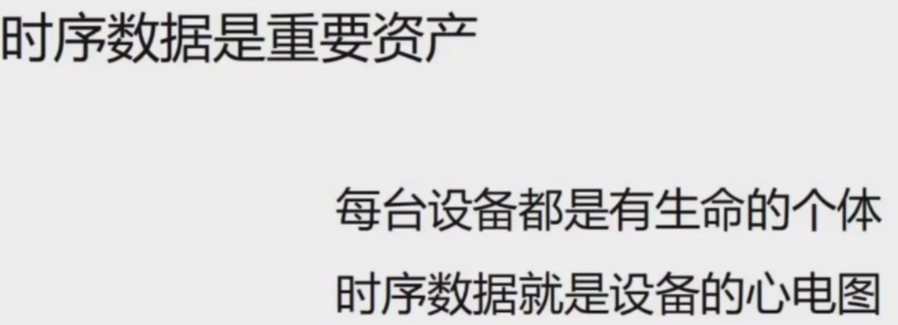 时序数据是重要资产
每台设备都是有生命的个体
时序数据就是设备的心电图